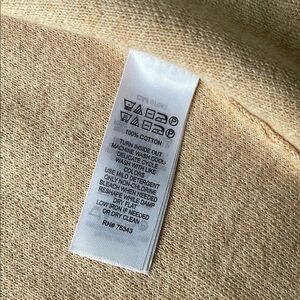 100% COTTON
TURN INSIDE OUT
MACHINE WASH COOL
DELICATE CYCLE
WASH WITH LIKE
COLORS
USE MILD DETERGENT
ONLY NON-CHLORINE
BLEACH WHEN NEEDED
RESHAPE WHILE DAMP
DRY FLAT
LOW IRON IF NEEDED
OR DRY CLEAN
RN# 75343